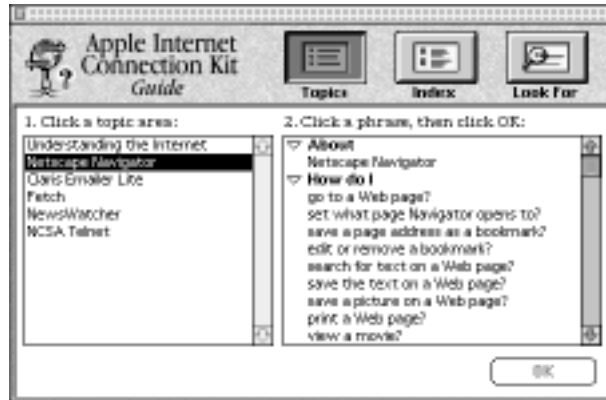 Apple Internet
Connection Kit
Guide
?
Topics
Index
Look For
1. Click a topic area:
Understanding the Internet
Netscape Navigator
Claris Emailer Lite
Fetch
NewsWatcher
NCSA Telnet
2. Click a phrase, then click OK:
About
Netscape Navigator
How do I
go to a Web page?
set what page Navigator opens to?
save a page address as a bookmark?
edit or remove a bookmark?
search for text on a Web page?
save the text on a Web page?
save a picture on a Web page?
print a Web page?
view a movie?
OK